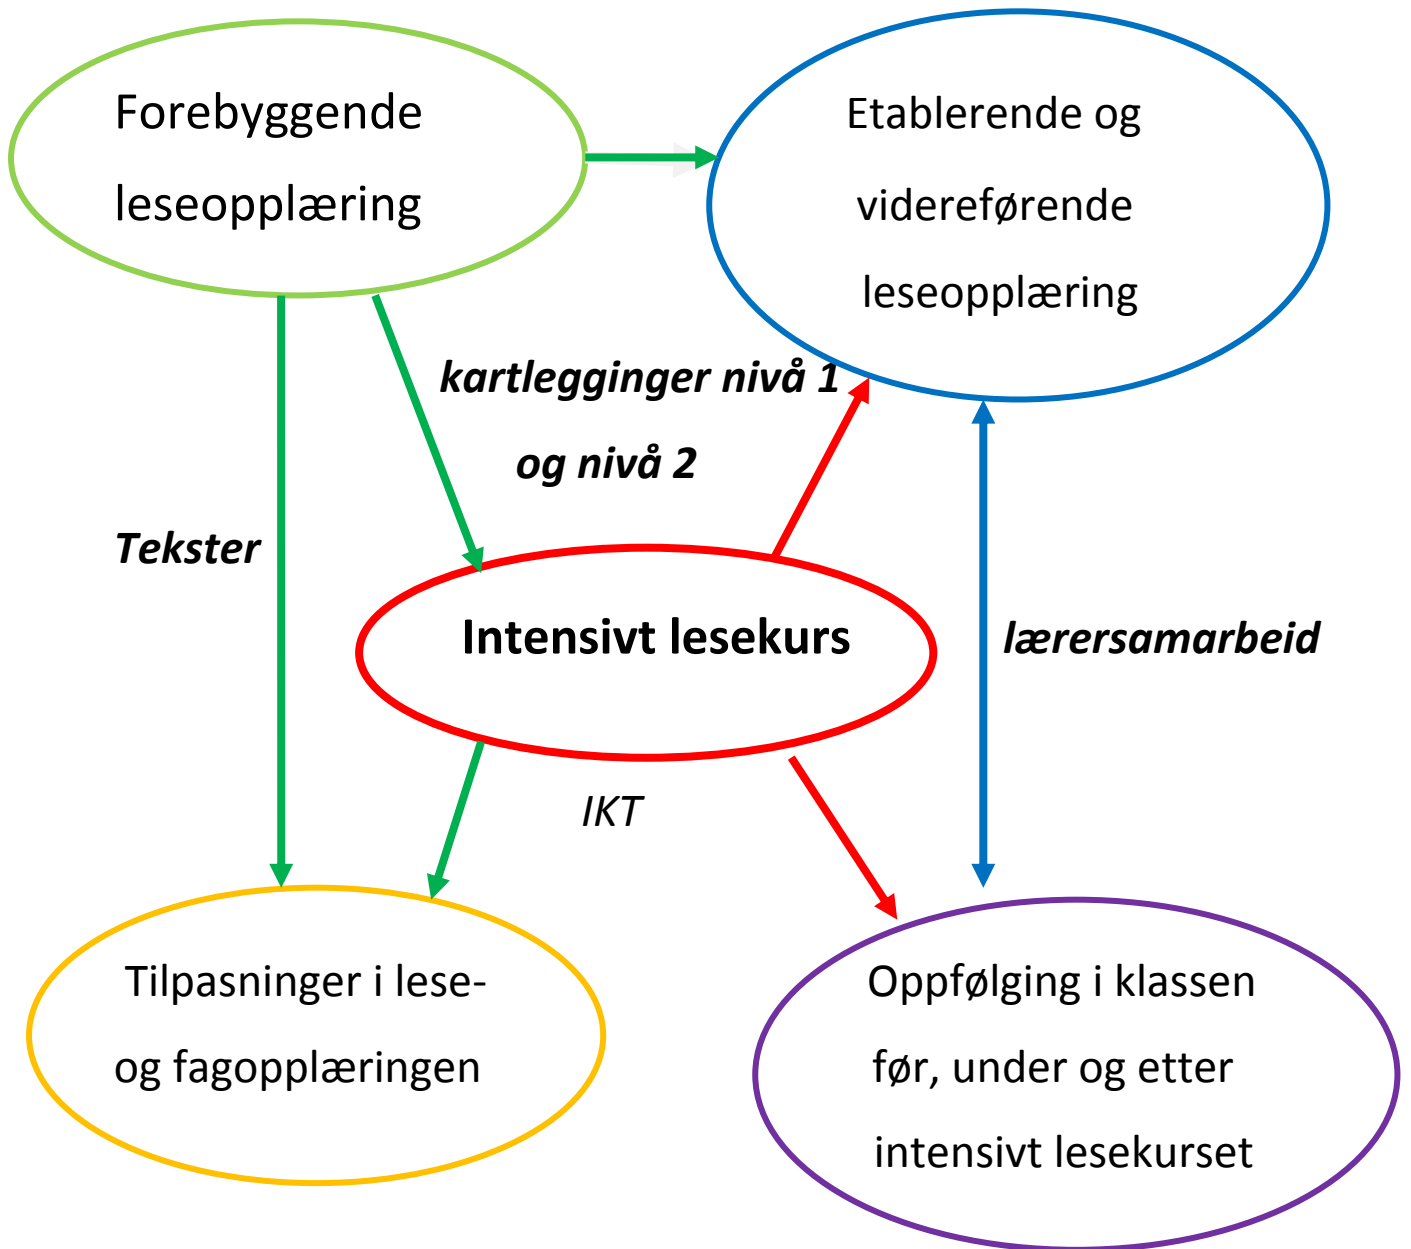 Forebyggende
leseopplæring
Etablerende og
videreførende
leseopplæring
kartlegginger nivå 1
og nivå 2
Tekster
Intensivt lesekurs
lærersamarbeid
IKT
Tilpasninger i lese-
og fagopplæringen
Oppfølging i klassen
før, under og etter
intensivt lesekurset